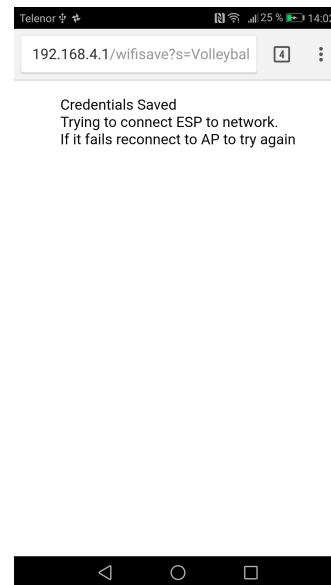 Telenor 25 % 14:02
192.168.4.1/wifisave?s=Volleybal 4
Credentials Saved
Trying to connect ESP to network.
If it fails reconnect to AP to try again